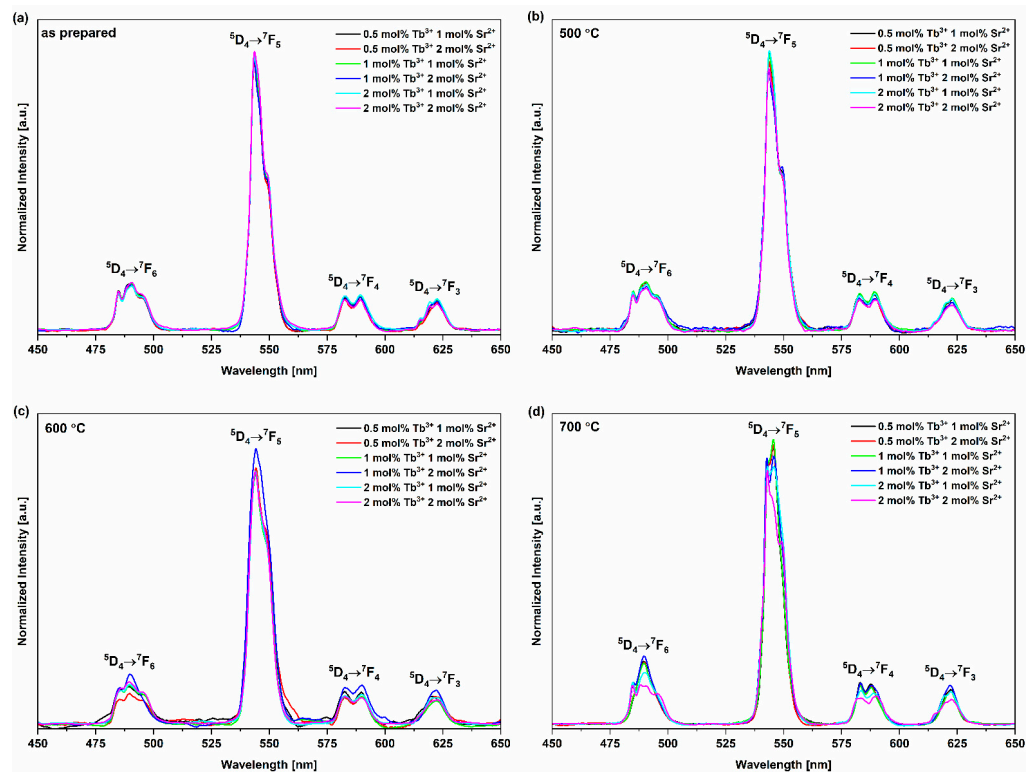 (a)
as prepared
⁵D₄→⁷F₅
0.5 mol% Tb³⁺ 1 mol% Sr²⁺
0.5 mol% Tb³⁺ 2 mol% Sr²⁺
1 mol% Tb³⁺ 1 mol% Sr²⁺
1 mol% Tb³⁺ 2 mol% Sr²⁺
2 mol% Tb³⁺ 1 mol% Sr²⁺
2 mol% Tb³⁺ 2 mol% Sr²⁺
⁵D₄→⁷F₆
⁵D₄→⁷F₄
⁵D₄→⁷F₃
Normalized Intensity [a.u.]
450 475 500 525 550 575 600 625 650
Wavelength [nm]
(b)
500 °C
⁵D₄→⁷F₅
0.5 mol% Tb³⁺ 1 mol% Sr²⁺
0.5 mol% Tb³⁺ 2 mol% Sr²⁺
1 mol% Tb³⁺ 1 mol% Sr²⁺
1 mol% Tb³⁺ 2 mol% Sr²⁺
2 mol% Tb³⁺ 1 mol% Sr²⁺
2 mol% Tb³⁺ 2 mol% Sr²⁺
⁵D₄→⁷F₆
⁵D₄→⁷F₄
⁵D₄→⁷F₃
Normalized Intensity [a.u.]
450 475 500 525 550 575 600 625 650
Wavelength [nm]
(c)
600 °C
⁵D₄→⁷F₅
0.5 mol% Tb³⁺ 1 mol% Sr²⁺
0.5 mol% Tb³⁺ 2 mol% Sr²⁺
1 mol% Tb³⁺ 1 mol% Sr²⁺
1 mol% Tb³⁺ 2 mol% Sr²⁺
2 mol% Tb³⁺ 1 mol% Sr²⁺
2 mol% Tb³⁺ 2 mol% Sr²⁺
⁵D₄→⁷F₆
⁵D₄→⁷F₄
⁵D₄→⁷F₃
Normalized Intensity [a.u.]
450 475 500 525 550 575 600 625 650
Wavelength [nm]
(d)
700 °C
⁵D₄→⁷F₅
0.5 mol% Tb³⁺ 1 mol% Sr²⁺
0.5 mol% Tb³⁺ 2 mol% Sr²⁺
1 mol% Tb³⁺ 1 mol% Sr²⁺
1 mol% Tb³⁺ 2 mol% Sr²⁺
2 mol% Tb³⁺ 1 mol% Sr²⁺
2 mol% Tb³⁺ 2 mol% Sr²⁺
⁵D₄→⁷F₆
⁵D₄→⁷F₄
⁵D₄→⁷F₃
Normalized Intensity [a.u.]
450 475 500 525 550 575 600 625 650
Wavelength [nm]